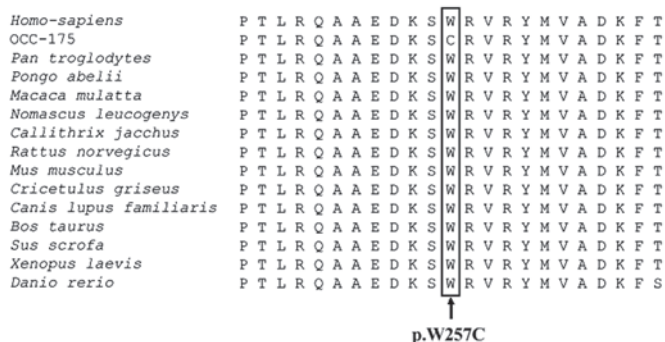 Homo-sapiens P T L R Q A A E D K S W R V R Y M V A D K F T
OCC-175 P T L R Q A A E D K S C R V R Y M V A D K F T
Pan troglodytes P T L R Q A A E D K S W R V R Y M V A D K F T
Pongo abelii P T L R Q A A E D K S W R V R Y M V A D K F T
Macaca mulatta P T L R Q A A E D K S W R V R Y M V A D K F T
Nomascus leucogenys P T L R Q A A E D K S W R V R Y M V A D K F T
Callithrix jacchus P T L R Q A A E D K S W R V R Y M V A D K F T
Rattus norvegicus P T L R Q A A E D K S W R V R Y M V A D K F T
Mus musculus P T L R Q A A E D K S W R V R Y M V A D K F T
Cricetulus griseus P T L R Q A A E D K S W R V R Y M V A D K F T
Canis lupus familiaris P T L R Q A A E D K S W R V R Y M V A D K F T
Bos taurus P T L R Q A A E D K S W R V R Y M V A D K F T
Sus scrofa P T L R Q A A E D K S W R V R Y M V A D K F T
Xenopus laevis P T L R Q A A E D K S W R V R Y M V A D K F T
Danio rerio P T L R Q A A E D K S W R V R Y M V A D K F S
p.W257C